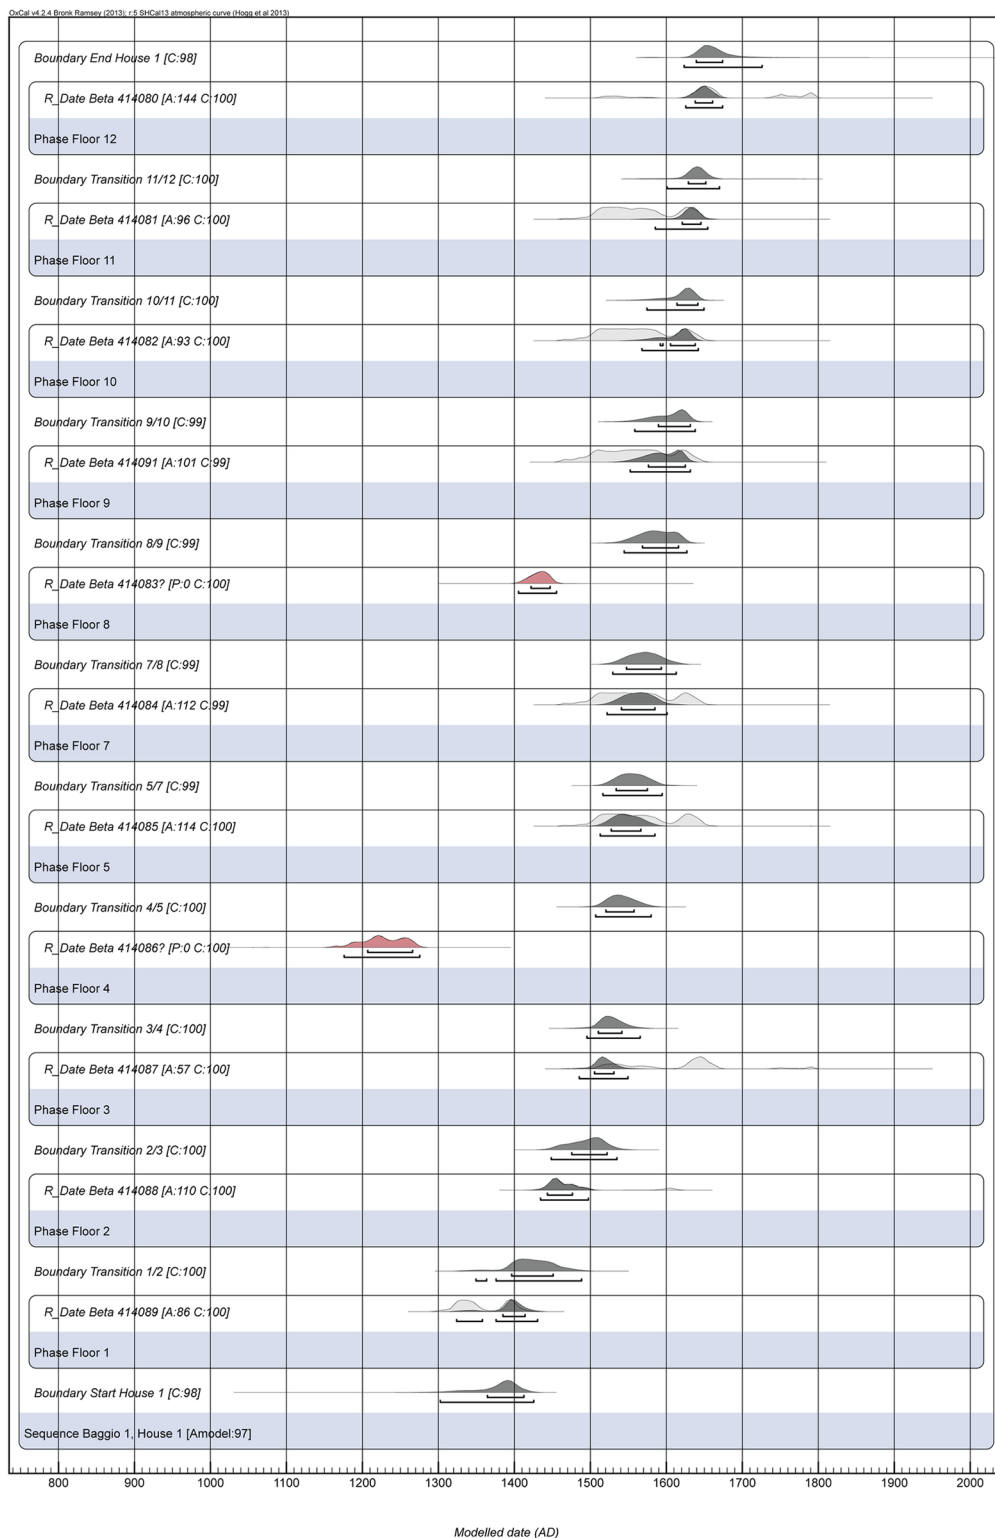 OxCal v4.2.4 Bronk Ramsey (2013); r:5 SHCal13 atmospheric curve (Hogg et al 2013)
Boundary End House 1 [C:98]
R_Date Beta 414080 [A:144 C:100]
Phase Floor 12
Boundary Transition 11/12 [C:100]
R_Date Beta 414081 [A:96 C:100]
Phase Floor 11
Boundary Transition 10/11 [C:100]
R_Date Beta 414082 [A:93 C:100]
Phase Floor 10
Boundary Transition 9/10 [C:99]
R_Date Beta 414091 [A:101 C:99]
Phase Floor 9
Boundary Transition 8/9 [C:99]
R_Date Beta 414083? [P:0 C:100]
Phase Floor 8
Boundary Transition 7/8 [C:99]
R_Date Beta 414084 [A:112 C:99]
Phase Floor 7
Boundary Transition 5/7 [C:99]
R_Date Beta 414085 [A:114 C:100]
Phase Floor 5
Boundary Transition 4/5 [C:100]
R_Date Beta 414086? [P:0 C:100]
Phase Floor 4
Boundary Transition 3/4 [C:100]
R_Date Beta 414087 [A:57 C:100]
Phase Floor 3
Boundary Transition 2/3 [C:100]
R_Date Beta 414088 [A:110 C:100]
Phase Floor 2
Boundary Transition 1/2 [C:100]
R_Date Beta 414089 [A:86 C:100]
Phase Floor 1
Boundary Start House 1 [C:98]
Sequence Baggio 1, House 1 [Amodel:97]
800 900 1000 1100 1200 1300 1400 1500 1600 1700 1800 1900 2000
Modelled date (AD)